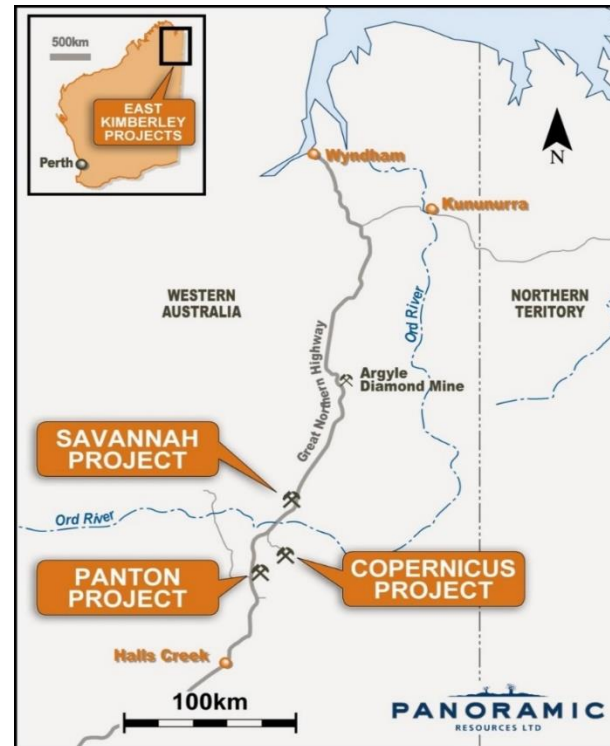 500km
EAST
KIMBERLEY
PROJECTS
Perth
Wyndham
N
Kununurra
WESTERN
AUSTRALIA
Ord River
NORTHERN
TERITORY
Great Northern Highway
Argyle
Diamond Mine
SAVANNAH
PROJECT
Ord River
PANTON
PROJECT
COPERNICUS
PROJECT
Halls Creek
100km
PANORAMIC
RESOURCES LTD